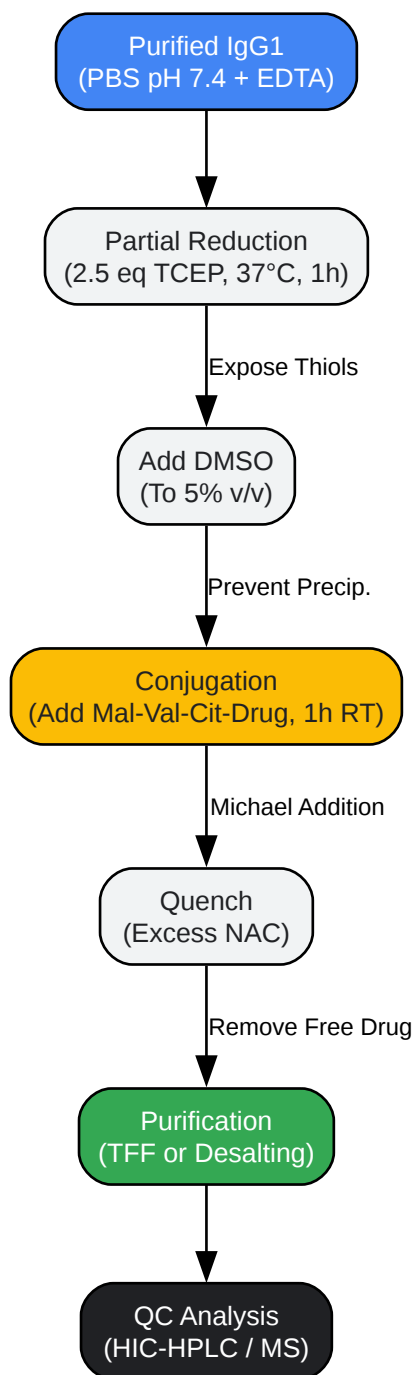 Purified IgG1
(PBS pH 7.4 + EDTA)
Partial Reduction
(2.5 eq TCEP, 37°C, 1h)
Expose Thiols
Add DMSO
(To 5% v/v)
Prevent Precip.
Conjugation
(Add Mal-Val-Cit-Drug, 1h RT)
Michael Addition
Quench
(Excess NAC)
Remove Free Drug
Purification
(TFF or Desalting)
QC Analysis
(HIC-HPLC / MS)